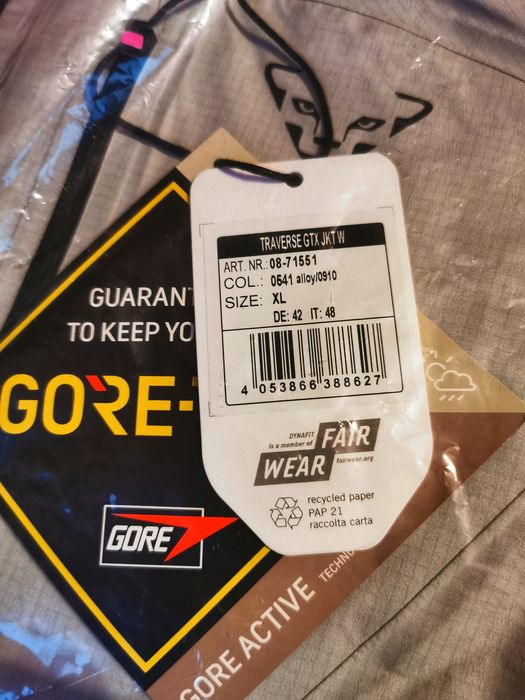 TRAVERSE GTX JKT W
ART. NR.: 08-71551
COL.: 0541 alloy/0910
SIZE: XL
DE: 42 IT: 48
4 053866 388627
DYNAFIT
is a member of
FAIR
WEAR
fairwear.org
recycled paper
PAP 21
raccolta carta
GUARANT
TO KEEP YO
GORE-
GORE
GORE ACTIVE
TECHNO